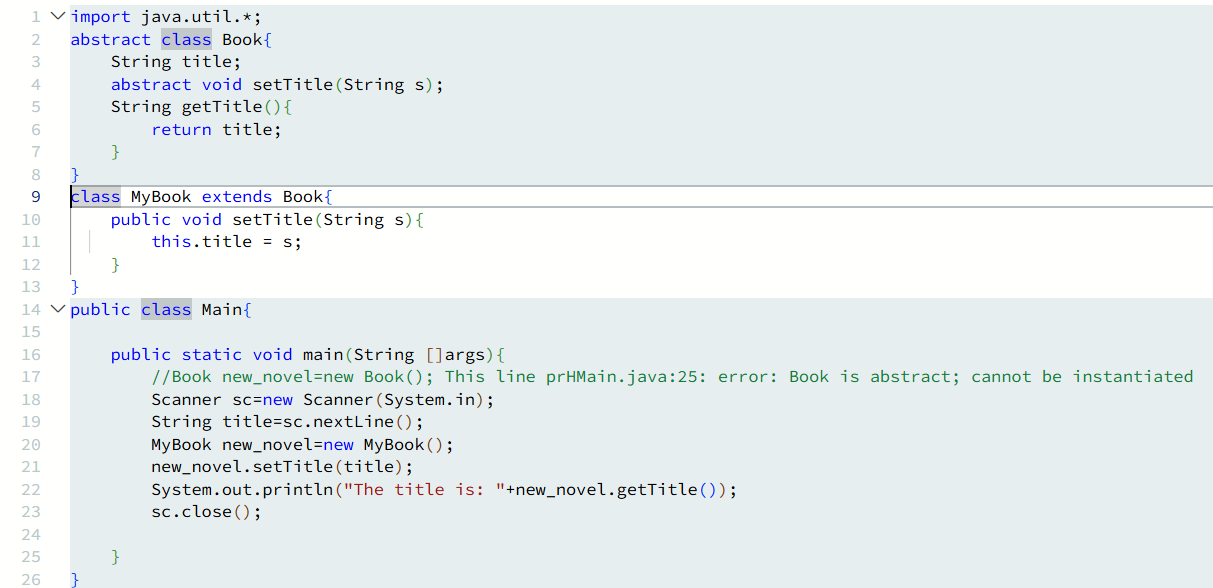 1 import java.util.*;
2 abstract class Book{
3     String title;
4     abstract void setTitle(String s);
5     String getTitle(){
6         return title;
7     }
8 }
9 class MyBook extends Book{
10     public void setTitle(String s){
11         this.title = s;
12     }
13 }
14 public class Main{
15
16     public static void main(String []args){
17         //Book new_novel=new Book(); This line prHMain.java:25: error: Book is abstract; cannot be instantiated
18         Scanner sc=new Scanner(System.in);
19         String title=sc.nextLine();
20         MyBook new_novel=new MyBook();
21         new_novel.setTitle(title);
22         System.out.println("The title is: "+new_novel.getTitle());
23         sc.close();
24
25     }
26 }